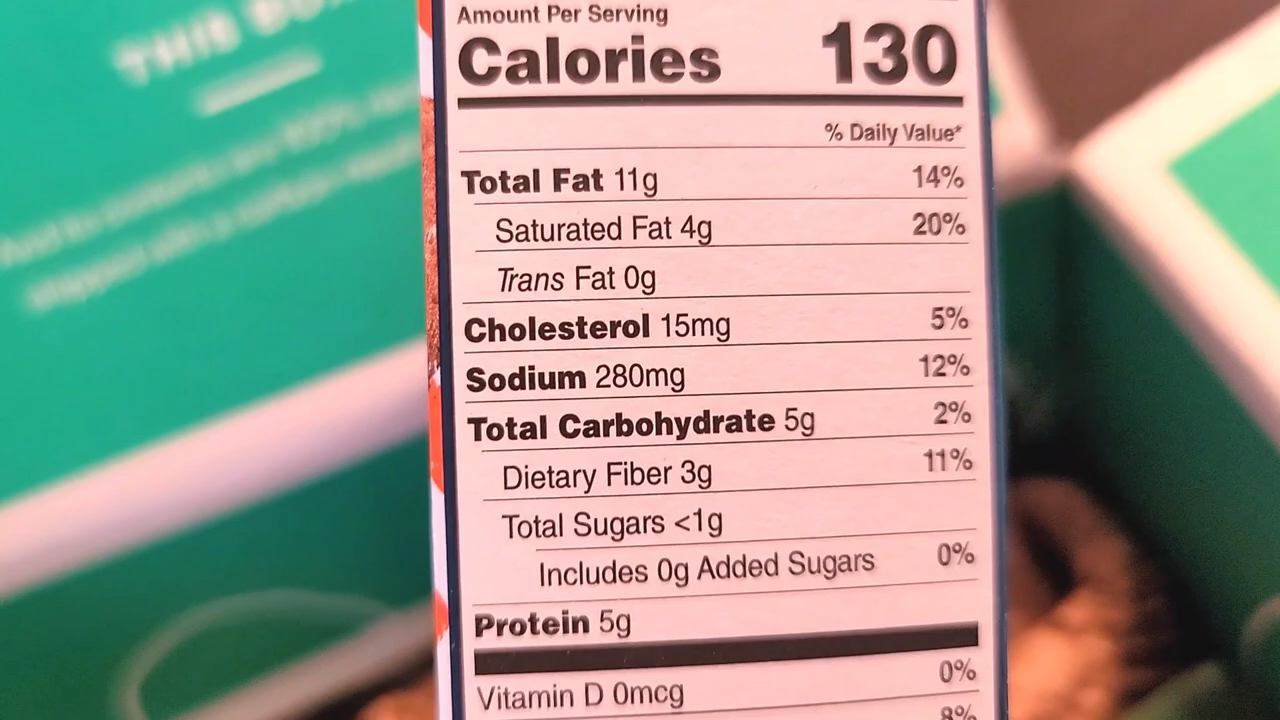 THIS
Amount Per Serving
Calories 130
% Daily Value*
Total Fat 11g 14%
Saturated Fat 4g 20%
Trans Fat 0g
Cholesterol 15mg 5%
Sodium 280mg 12%
Total Carbohydrate 5g 2%
Dietary Fiber 3g 11%
Total Sugars <1g
Includes 0g Added Sugars 0%
Protein 5g
Vitamin D 0mcg 0%
8%